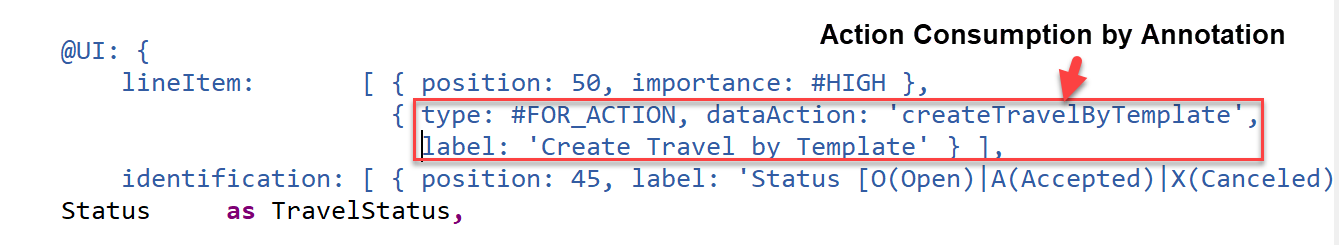 Action Consumption by Annotation
@UI: {
lineItem: [ { position: 50, importance: #HIGH },
{ type: #FOR_ACTION, dataAction: 'createTravelByTemplate',
label: 'Create Travel by Template' } ],
identification: [ { position: 45, label: 'Status [O(Open)|A(Accepted)|X(Canceled)
Status as TravelStatus,